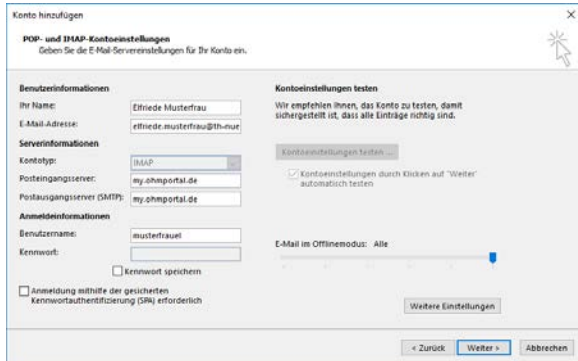 Konto hinzufügen
POP- und IMAP-Kontoeinstellungen
Geben Sie die E-Mail-Servereinstellungen für Ihr Konto ein.
Benutzerinformationen
Ihr Name:
Elfriede Musterfrau
E-Mail-Adresse:
elfriede.musterfrau@th-nue
Serverinformationen
Kontotyp:
IMAP
Posteingangsserver:
my.ohmportal.de
Postausgangsserver (SMTP):
my.ohmportal.de
Anmeldeinformationen
Benutzername:
musterfrauel
Kennwort:
Kennwort speichern
Anmeldung mithilfe der gesicherten
Kennwortauthentifizierung (SPA) erforderlich
Kontoeinstellungen testen
Wir empfehlen Ihnen, das Konto zu testen, damit
sichergestellt ist, dass alle Einträge richtig sind.
Kontoeinstellungen testen ...
Kontoeinstellungen durch Klicken auf "Weiter"
automatisch testen
E-Mail im Offlinemodus: Alle
Weitere Einstellungen
< Zurück
Weiter >
Abbrechen